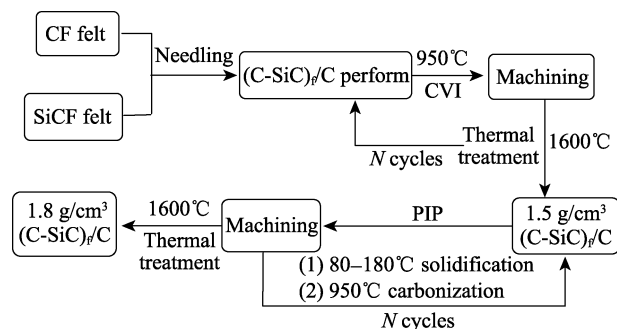 CF felt
SiCF felt
Needling
(C-SiC)f/C perform
950℃
CVI
Machining
Thermal
treatment
1600℃
N cycles
1.5 g/cm³
(C-SiC)f/C
PIP
Machining
1600℃
Thermal
treatment
1.8 g/cm³
(C-SiC)f/C
(1) 80–180℃ solidification
(2) 950℃ carbonization
N cycles